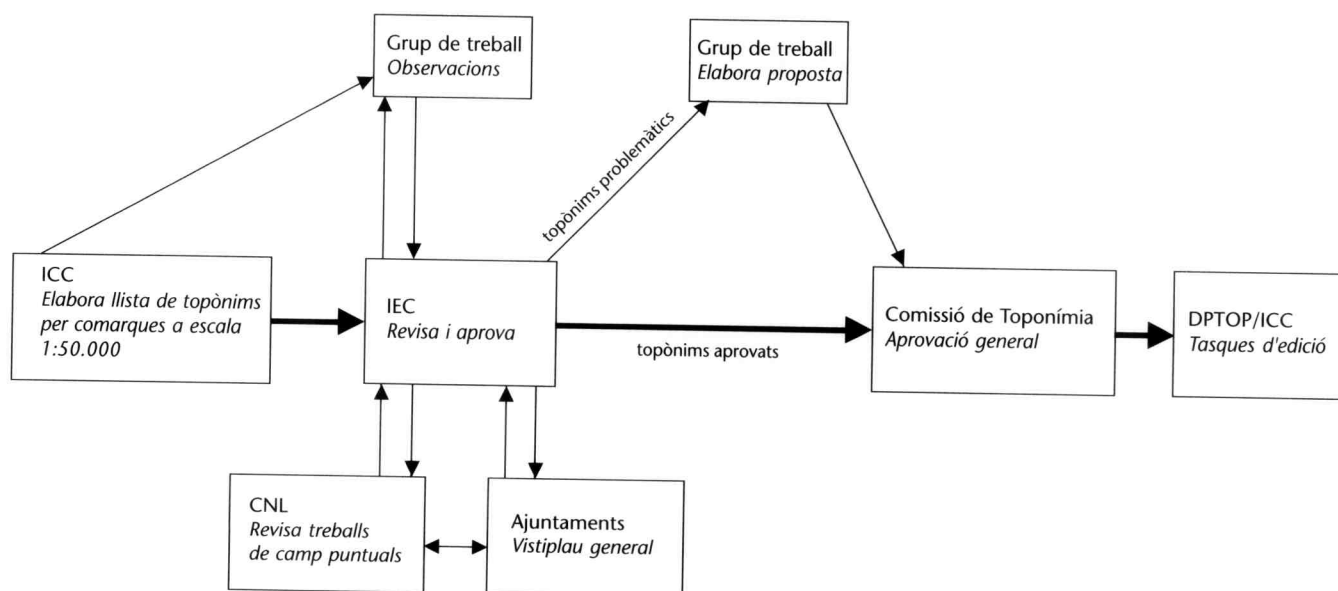 Grup de treball
Observacions
Grup de treball
Elabora proposta
topònims problemàtics
ICC
Elabora llista de topònims
per comarques a escala
1:50.000
IEC
Revisa i aprova
topònims aprovats
Comissió de Toponímia
Aprovació general
DPTOP/ICC
Tasques d'edició
CNL
Revisa treballs
de camp puntuals
Ajuntaments
Vistiplau general